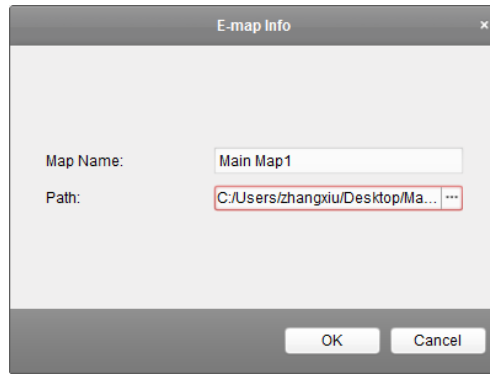 E-map Info
Map Name: Main Map1
Path: C:/Users/zhangxiu/Desktop/Ma... ...
OK Cancel